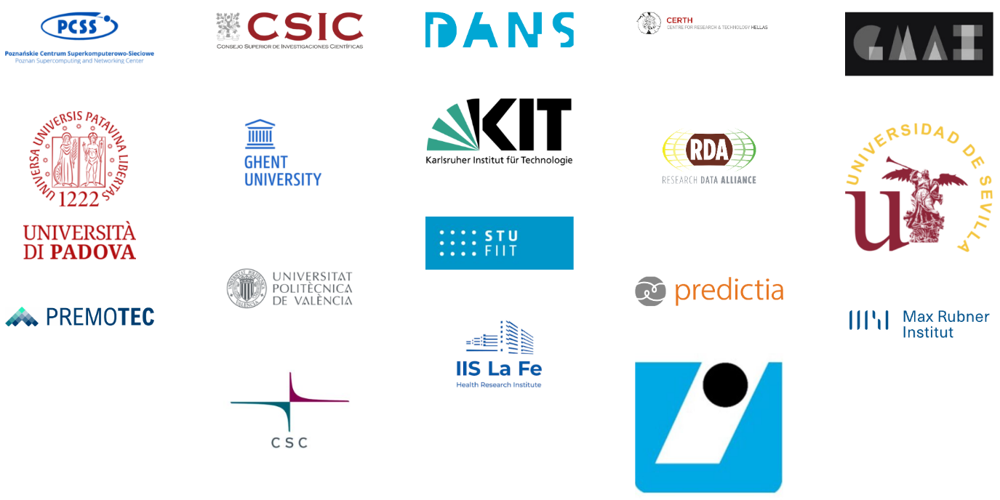 PCSS
Poznańskie Centrum Superkomputerowo-Sieciowe
Poznan Supercomputing and Networking Center
CSIC
CONSEJO SUPERIOR DE INVESTIGACIONES CIENTÍFICAS
DANS
CERTH
CENTRE FOR RESEARCH & TECHNOLOGY HELLAS
GMAI
UNIVERSA UNIVERSIS PATAVINA LIBERTAS
1222
UNIVERSITÀ
DI PADOVA
GHENT
UNIVERSITY
KIT
Karlsruher Institut für Technologie
RDA
RESEARCH DATA ALLIANCE
UNIVERSIDAD DE SEVILLA
u
STU
FIIT
UNIVERSITAT
POLITÈCNICA
DE VALÈNCIA
predictia
PREMOTEC
Max Rubner
Institut
IIS La Fe
Health Research Institute
CSC